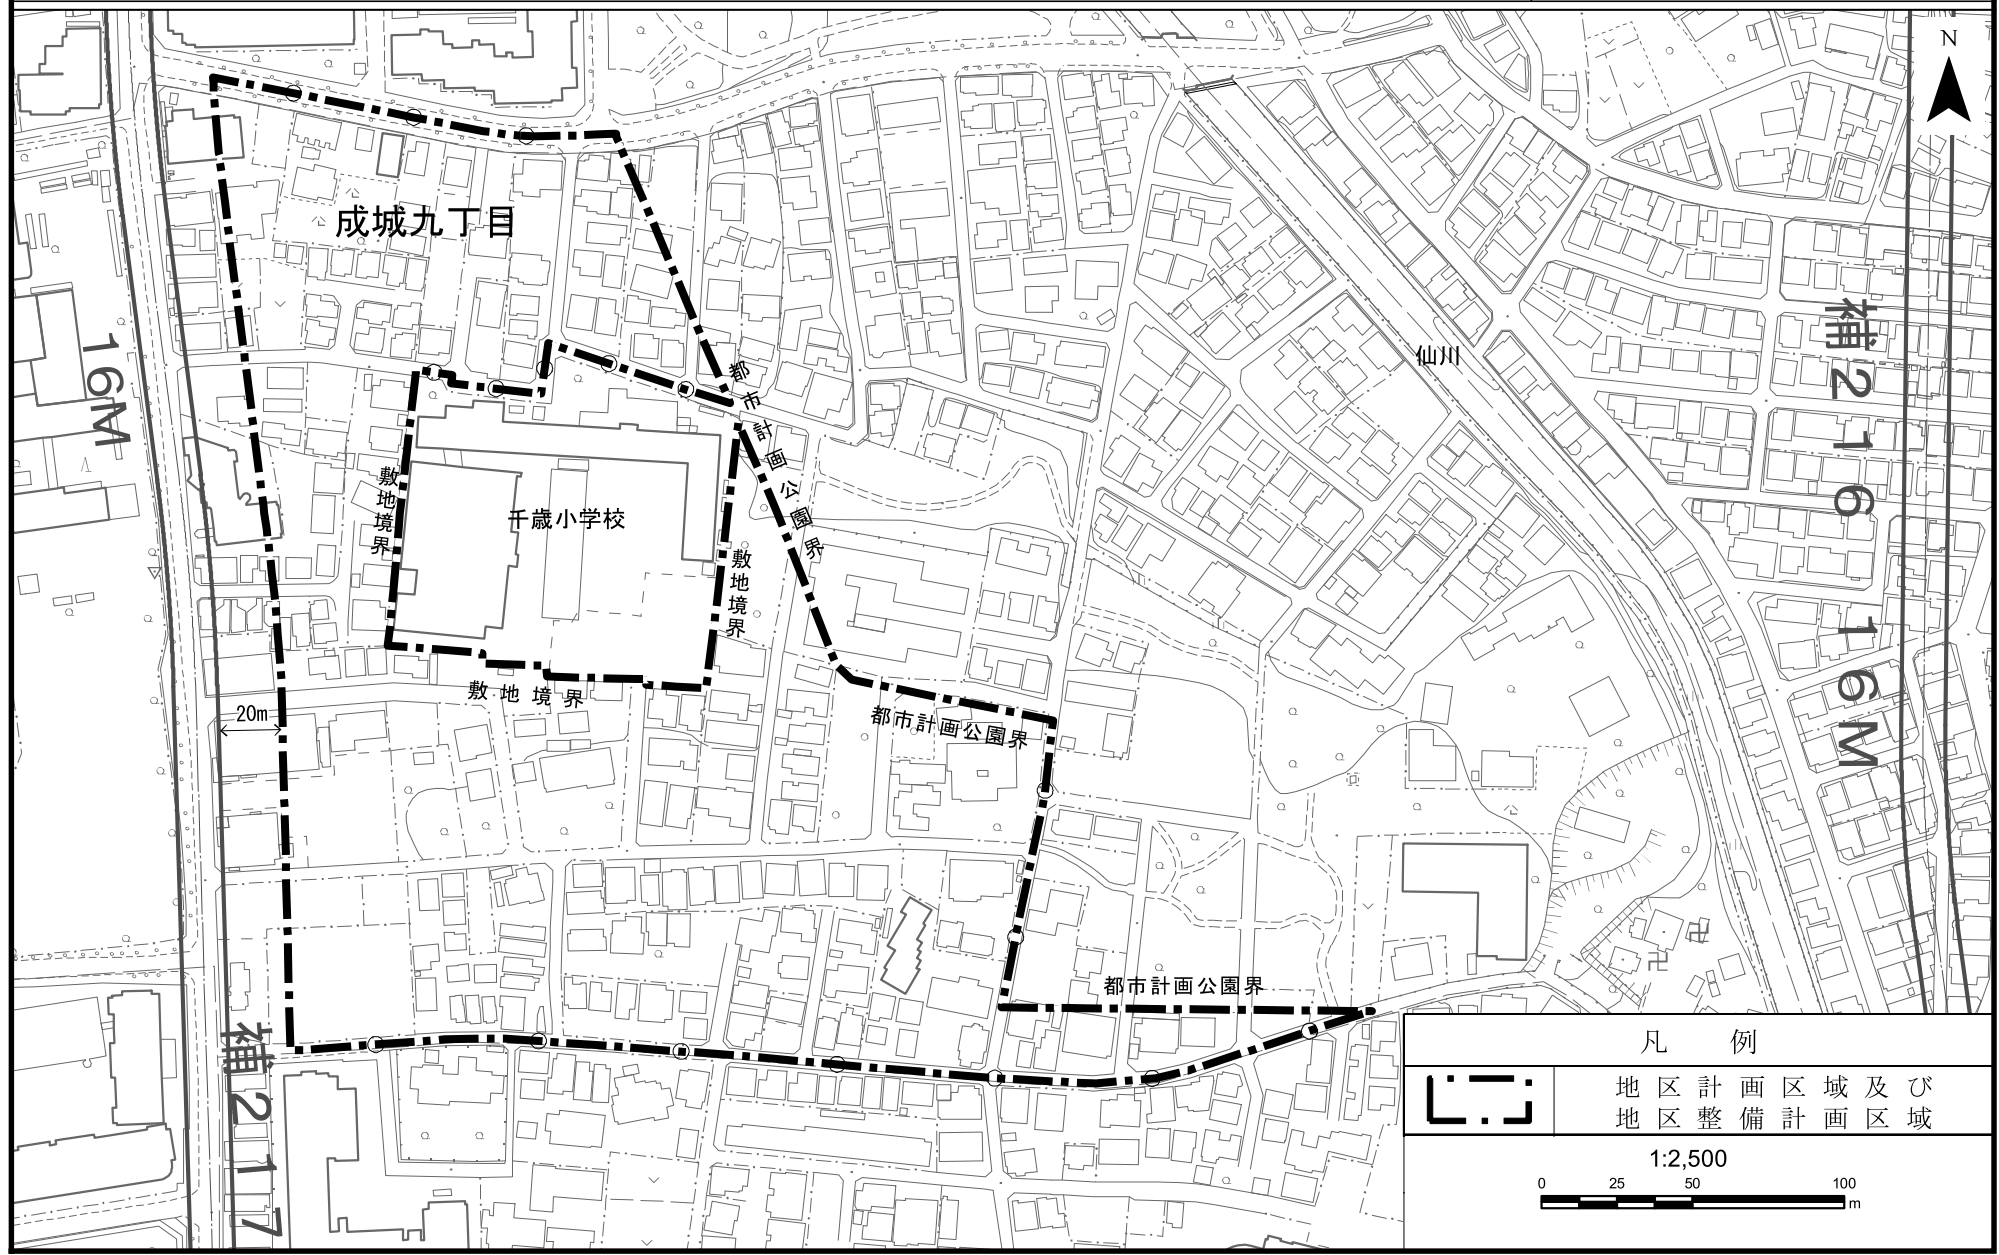 N
成城九丁目
16M
補216
16M
仙川
都市計画公園界
敷地境界
千歳小学校
敷地境界
敷地境界
20m
都市計画公園界
都市計画公園界
補217
凡例
地区計画区域及び
地区整備計画区域
1:2,500
0 25 50 100
m